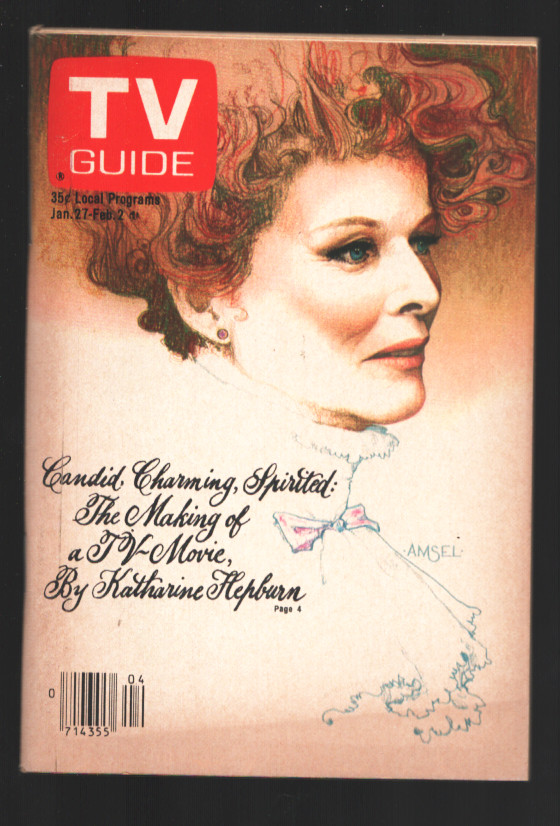 TV
GUIDE
®
35¢ Local Programs
Jan. 27-Feb. 2
Candid, Charming, Spirited:
The Making of
a TV-Movie,
By Katharine Hepburn
Page 4
·AMSEL·
0 04
714355